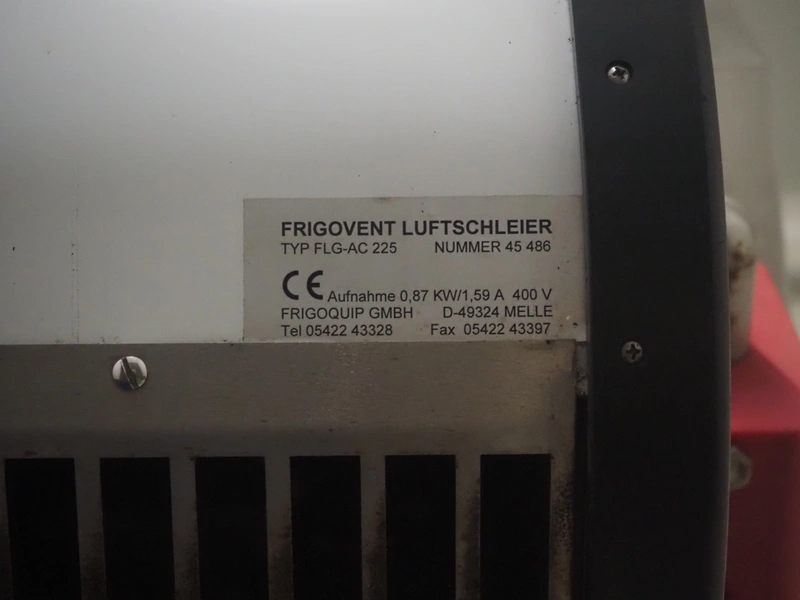 FRIGOVENT LUFTSCHLEIER
TYP FLG-AC 225 NUMMER 45 486
CE Aufnahme 0,87 KW/1,59 A 400 V
FRIGOQUIP GMBH D-49324 MELLE
Tel 05422 43328 Fax 05422 43397